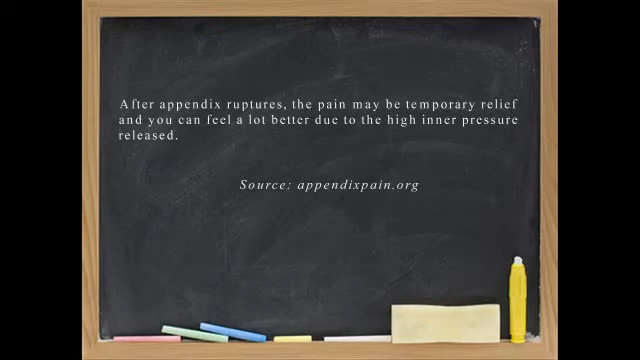 After appendix ruptures, the pain may be temporary relief
and you can feel a lot better due to the high inner pressure
released.
Source: appendixpain.org